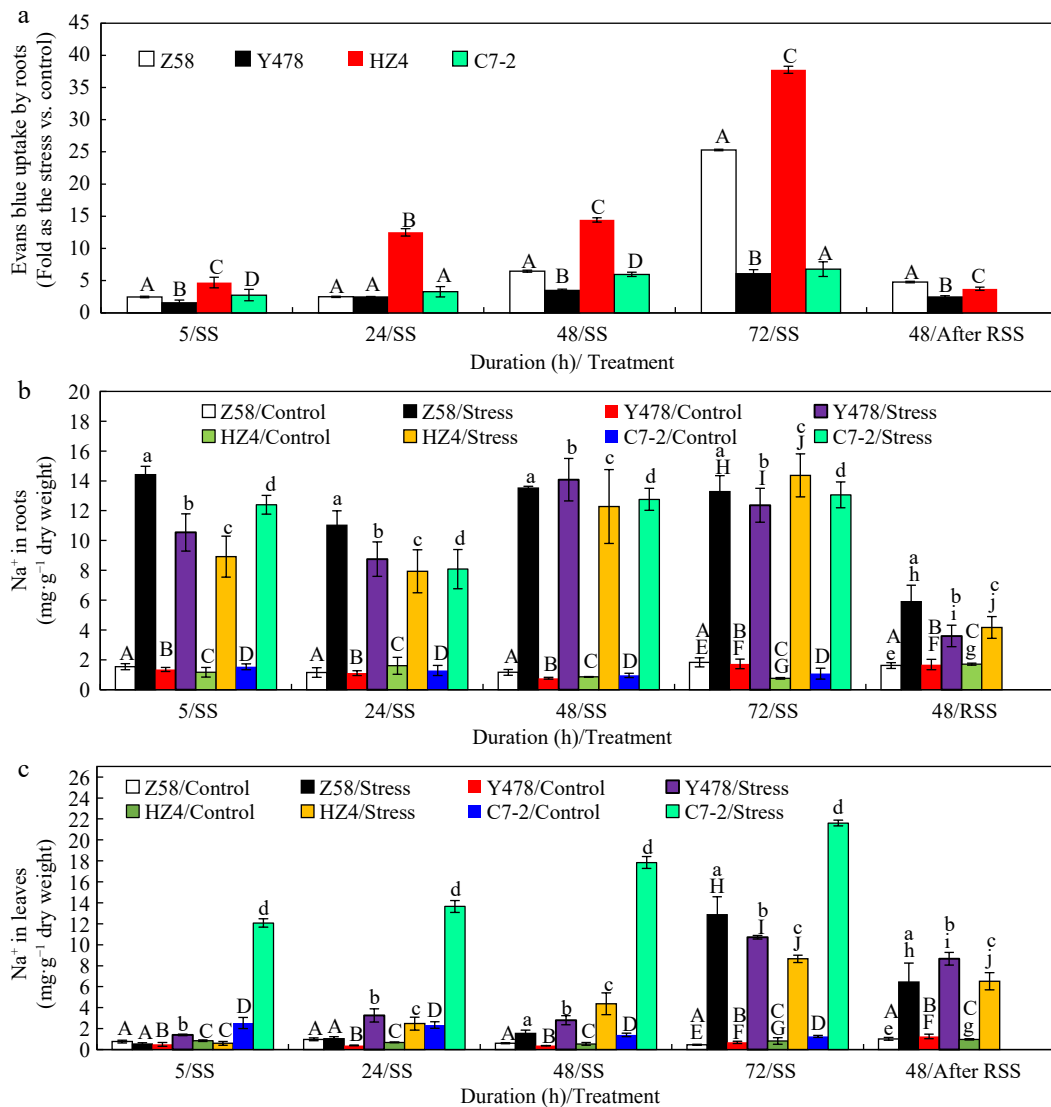 a
Evans blue uptake by roots
(Fold as the stress vs. control)
45
40
35
30
25
20
15
10
5
0
Z58 Y478 HZ4 C7-2
A B C D
A A B A
A B C D
A B C A
A B C
5/SS 24/SS 48/SS 72/SS 48/After RSS
Duration (h)/ Treatment
b
Na⁺ in roots
(mg·g⁻¹ dry weight)
20
18
16
14
12
10
8
6
4
2
0
Z58/Control Z58/Stress Y478/Control Y478/Stress
HZ4/Control HZ4/Stress C7-2/Control C7-2/Stress
A a B b C c D d
A a B b C c D d
A a B b C c D d
A a B b C c D d
E H F I G J
A a B b C c
e h F i g j
5/SS 24/SS 48/SS 72/SS 48/RSS
Duration (h)/Treatment
c
Na⁺ in leaves
(mg·g⁻¹ dry weight)
26
24
22
20
18
16
14
12
10
8
6
4
2
0
Z58/Control Z58/Stress Y478/Control Y478/Stress
HZ4/Control HZ4/Stress C7-2/Control C7-2/Stress
A A B b C C D d
A A B b C c D d
A a B b C c D d
A a B b C c D d
E H F I G J
A a B b C c
e h F i g j
5/SS 24/SS 48/SS 72/SS 48/After RSS
Duration (h)/Treatment